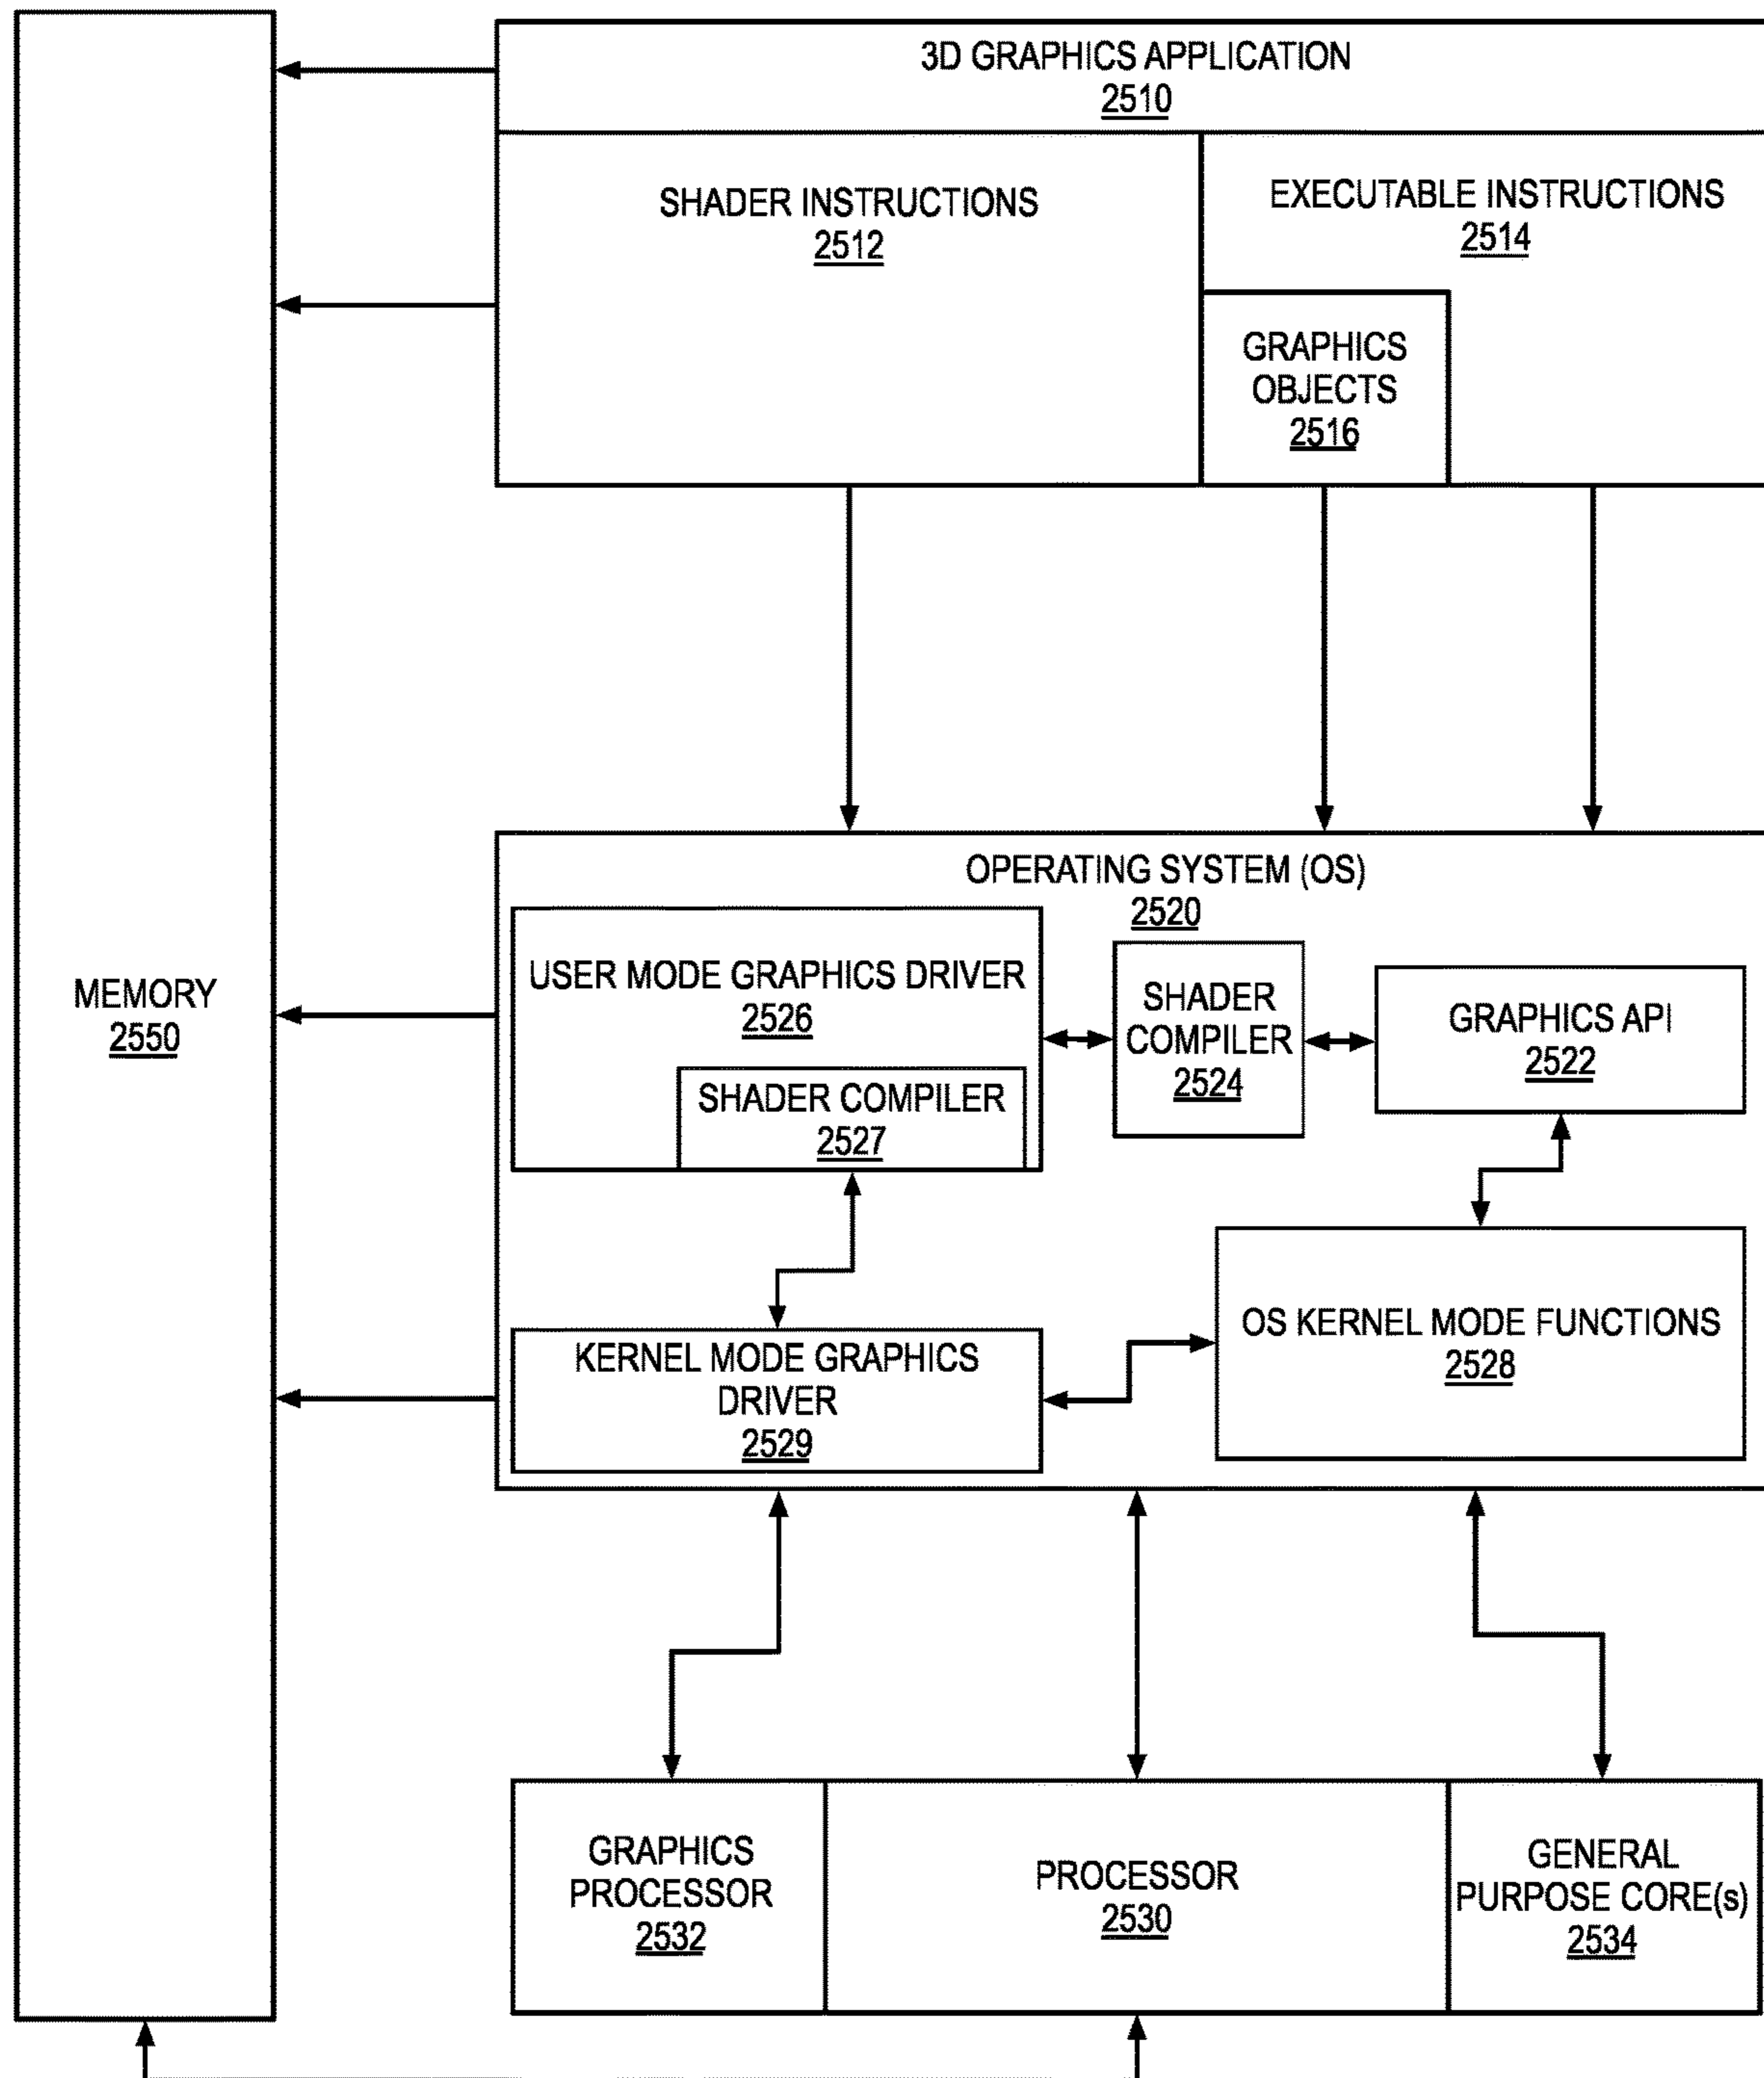 3D GRAPHICS APPLICATION
2510
SHADER INSTRUCTIONS
2512
EXECUTABLE INSTRUCTIONS
2514
GRAPHICS
OBJECTS
2516
MEMORY
2550
OPERATING SYSTEM (OS)
2520
USER MODE GRAPHICS DRIVER
2526
SHADER COMPILER
2527
SHADER
COMPILER
2524
GRAPHICS API
2522
KERNEL MODE GRAPHICS
DRIVER
2529
OS KERNEL MODE FUNCTIONS
2528
GRAPHICS
PROCESSOR
2532
PROCESSOR
2530
GENERAL
PURPOSE CORE(s)
2534